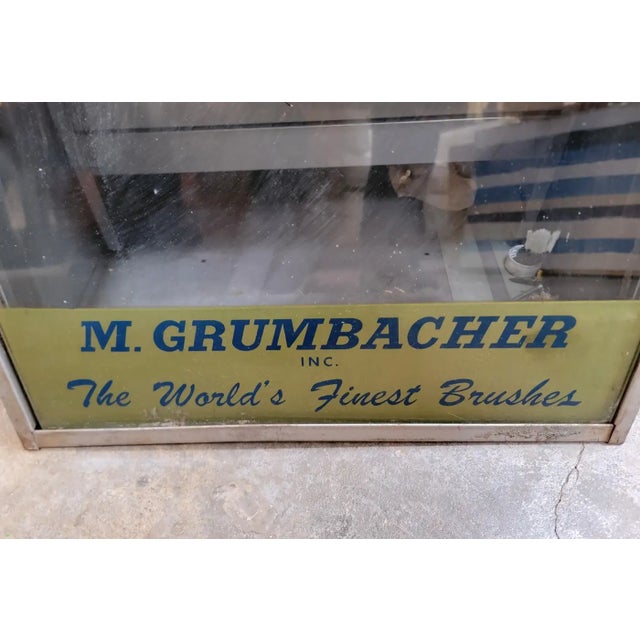 M. GRUMBACHER
INC.
The World's Finest Brushes